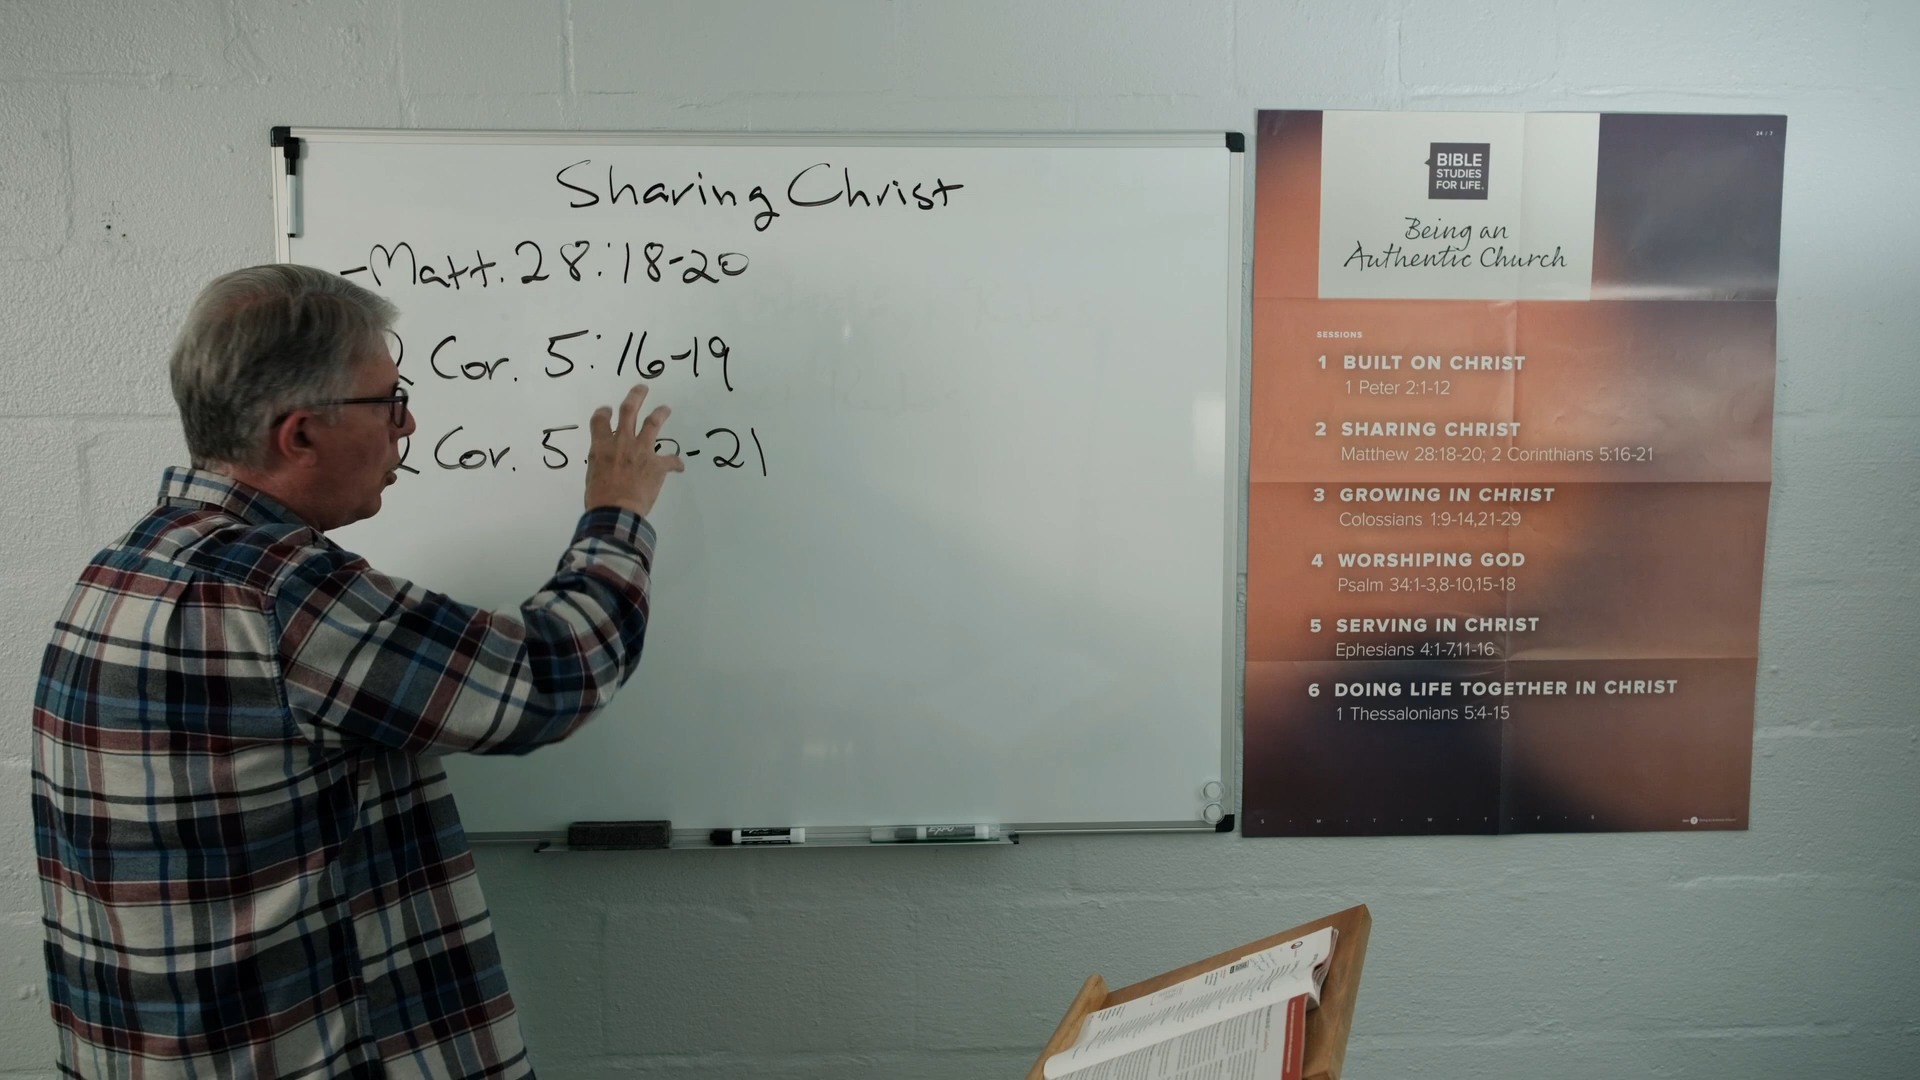 Sharing Christ
-Matt. 28:18-20
2 Cor. 5:16-19
2 Cor. 5: -21
24 / 7
BIBLE
STUDIES
FOR LIFE.
Being an
Authentic Church
SESSIONS
1 BUILT ON CHRIST
1 Peter 2:1-12
2 SHARING CHRIST
Matthew 28:18-20; 2 Corinthians 5:16-21
3 GROWING IN CHRIST
Colossians 1:9-14,21-29
4 WORSHIPING GOD
Psalm 34:1-3,8-10,15-18
5 SERVING IN CHRIST
Ephesians 4:1-7,11-16
6 DOING LIFE TOGETHER IN CHRIST
1 Thessalonians 5:4-15
S • M • T • W • T • F • S